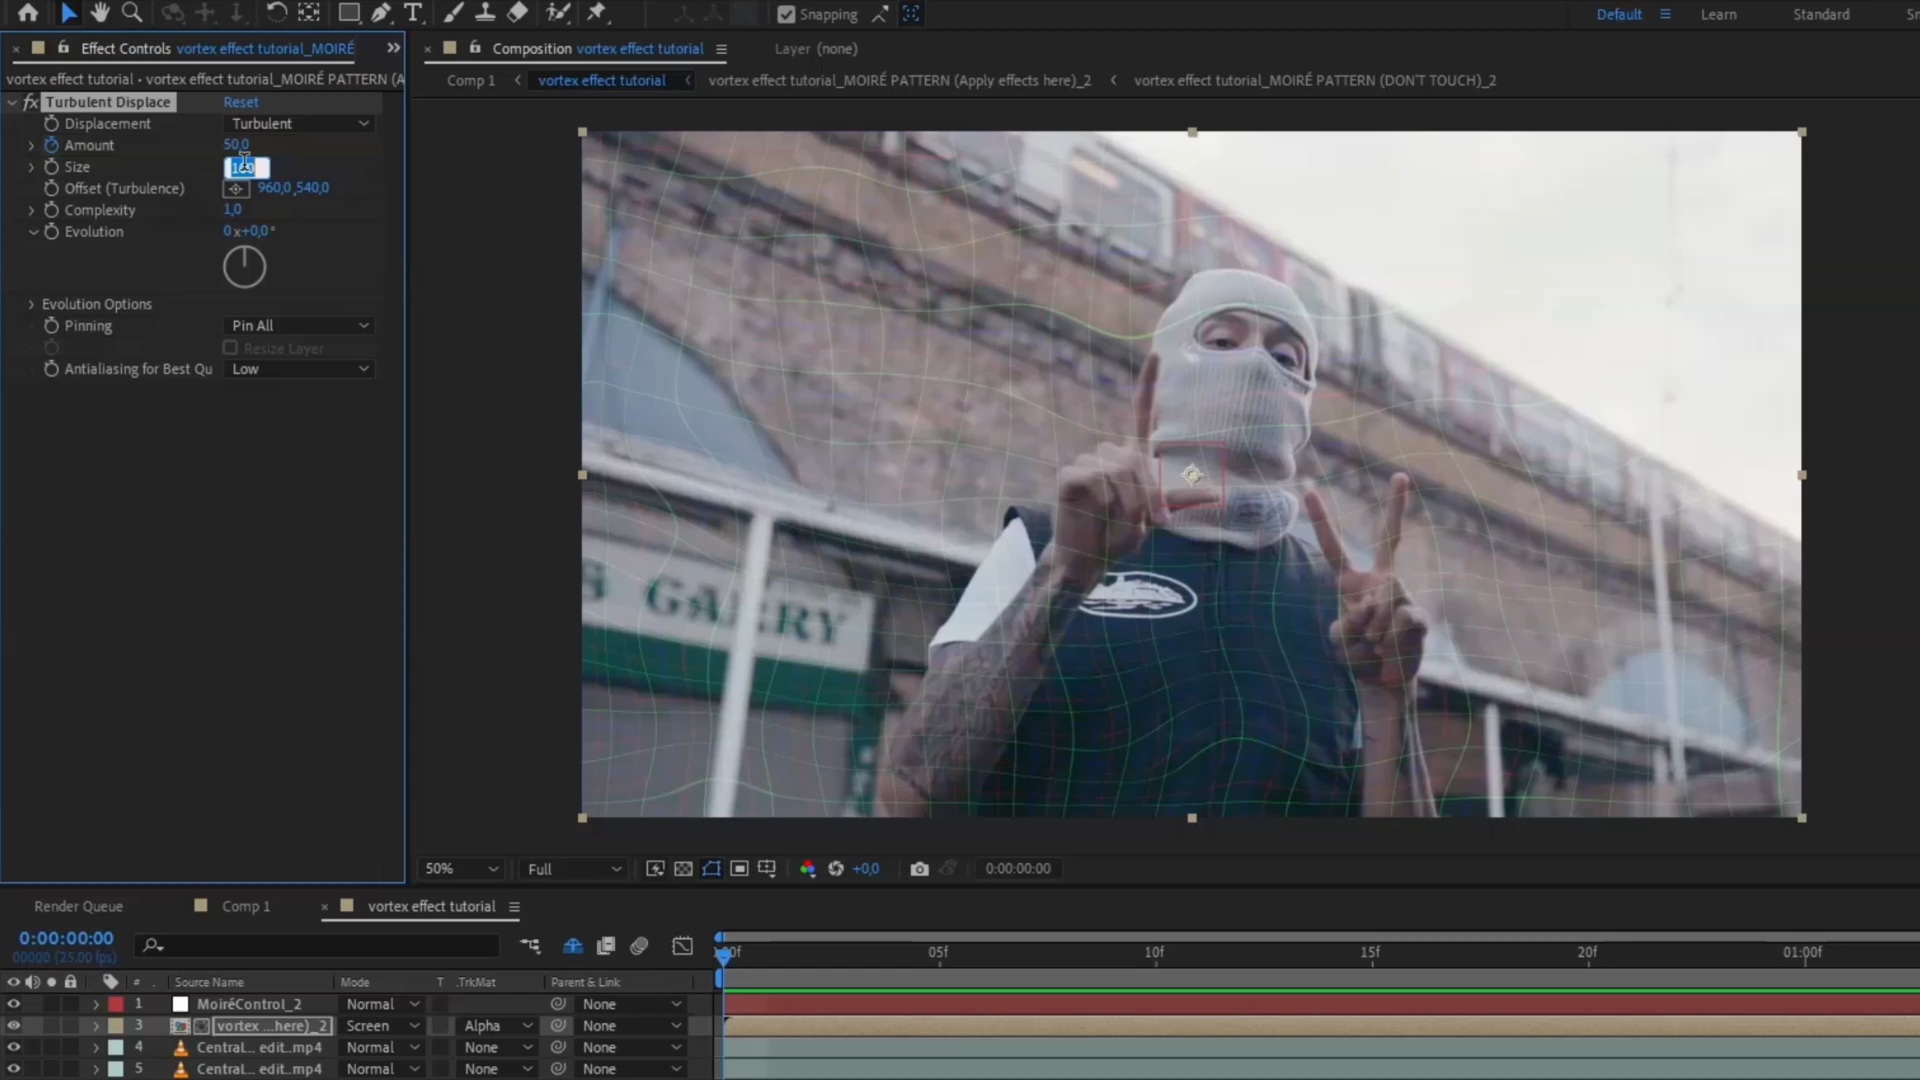 Snapping
Default
Learn
Standard
Effect Controls vortex effect tutorial_MOIRÉ
Composition vortex effect tutorial
Layer (none)
vortex effect tutorial • vortex effect tutorial_MOIRÉ PATTERN (A
Comp 1
vortex effect tutorial
vortex effect tutorial_MOIRÉ PATTERN (Apply effects here)_2
vortex effect tutorial_MOIRÉ PATTERN (DON'T TOUCH)_2
fx Turbulent Displace Reset
Displacement Turbulent
Amount 50,0
Size
Offset (Turbulence) 960,0 ,540,0
Complexity 1,0
Evolution 0 x+0,0°
Evolution Options
Pinning Pin All
Resize Layer
Antialiasing for Best Qu Low
50% Full +0,0 0:00:00:00
Render Queue Comp 1 vortex effect tutorial
0:00:00:00
00000 (25.00 fps)
05f 10f 15f 20f 01:00f
# Source Name Mode T .TrkMat Parent & Link
1 MoiréControl_2 Normal None
3 vortex ...here)_2 Screen Alpha None
4 Central... edit..mp4 Normal None None
5 Central... edit..mp4 Normal None None